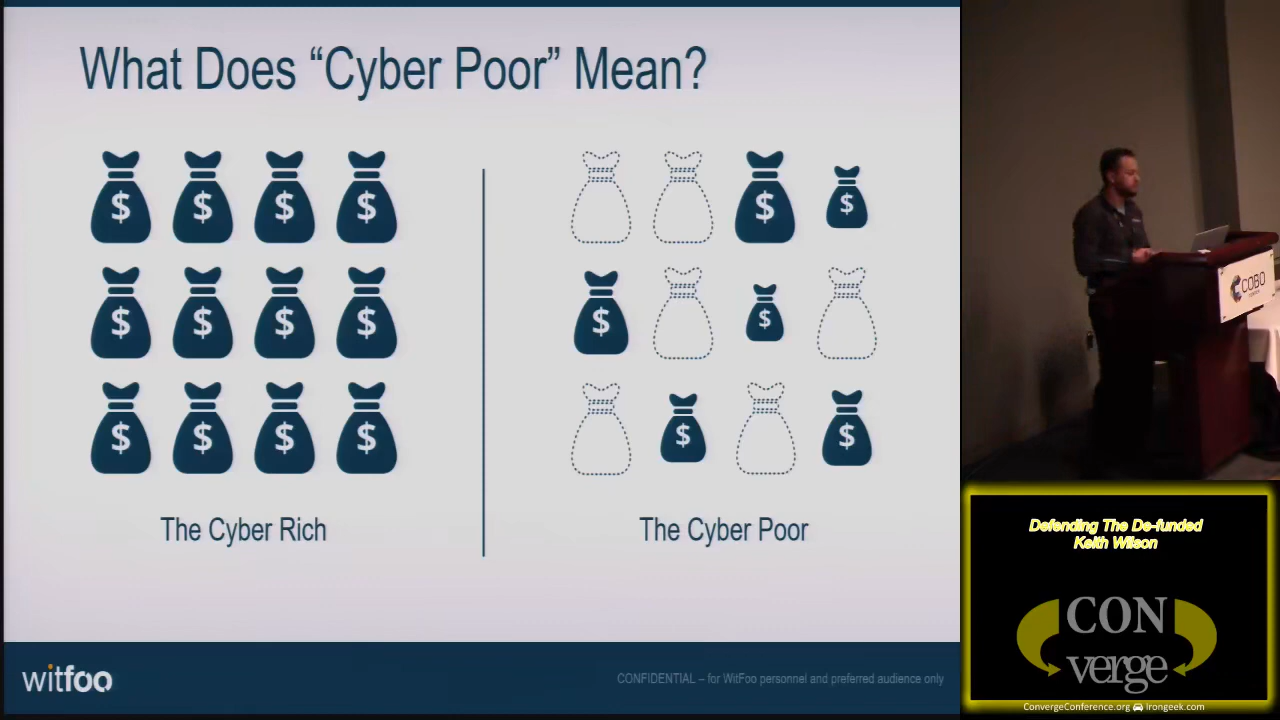 What Does “Cyber Poor” Mean?
$ $ $ $
$ $
$ $ $ $
$ $
$ $ $ $
$ $
The Cyber Rich
The Cyber Poor
witfoo
CONFIDENTIAL – for WitFoo personnel and preferred audience only
COBO
Defending The De-funded
Keith Wilson
CON
verge
ConvergeConference.org Irongeek.com